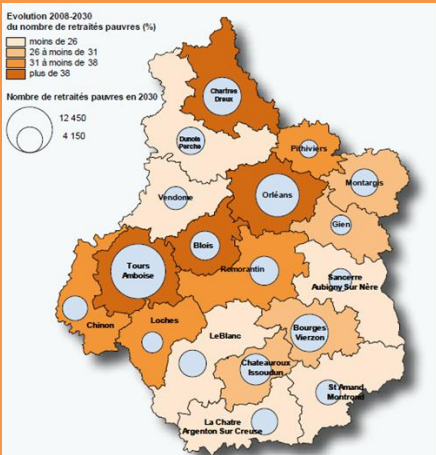 Evolution 2008-2030
du nombre de retraités pauvres (%)
moins de 26
26 à moins de 31
31 à moins de 38
plus de 38
Nombre de retraités pauvres en 2030
12 450
4 150
Chartres
Dreux
Dunois
Perche
Pithiviers
Orléans
Montargis
Vendome
Gien
Blois
Tours
Amboise
Romorantin
Sancerre
Aubigny Sur Nère
Chinon
Loches
LeBlanc
Bourges
Vierzon
Chateauroux
Issoudun
St Amand
Montrond
La Chatre
Argenton Sur Creuse